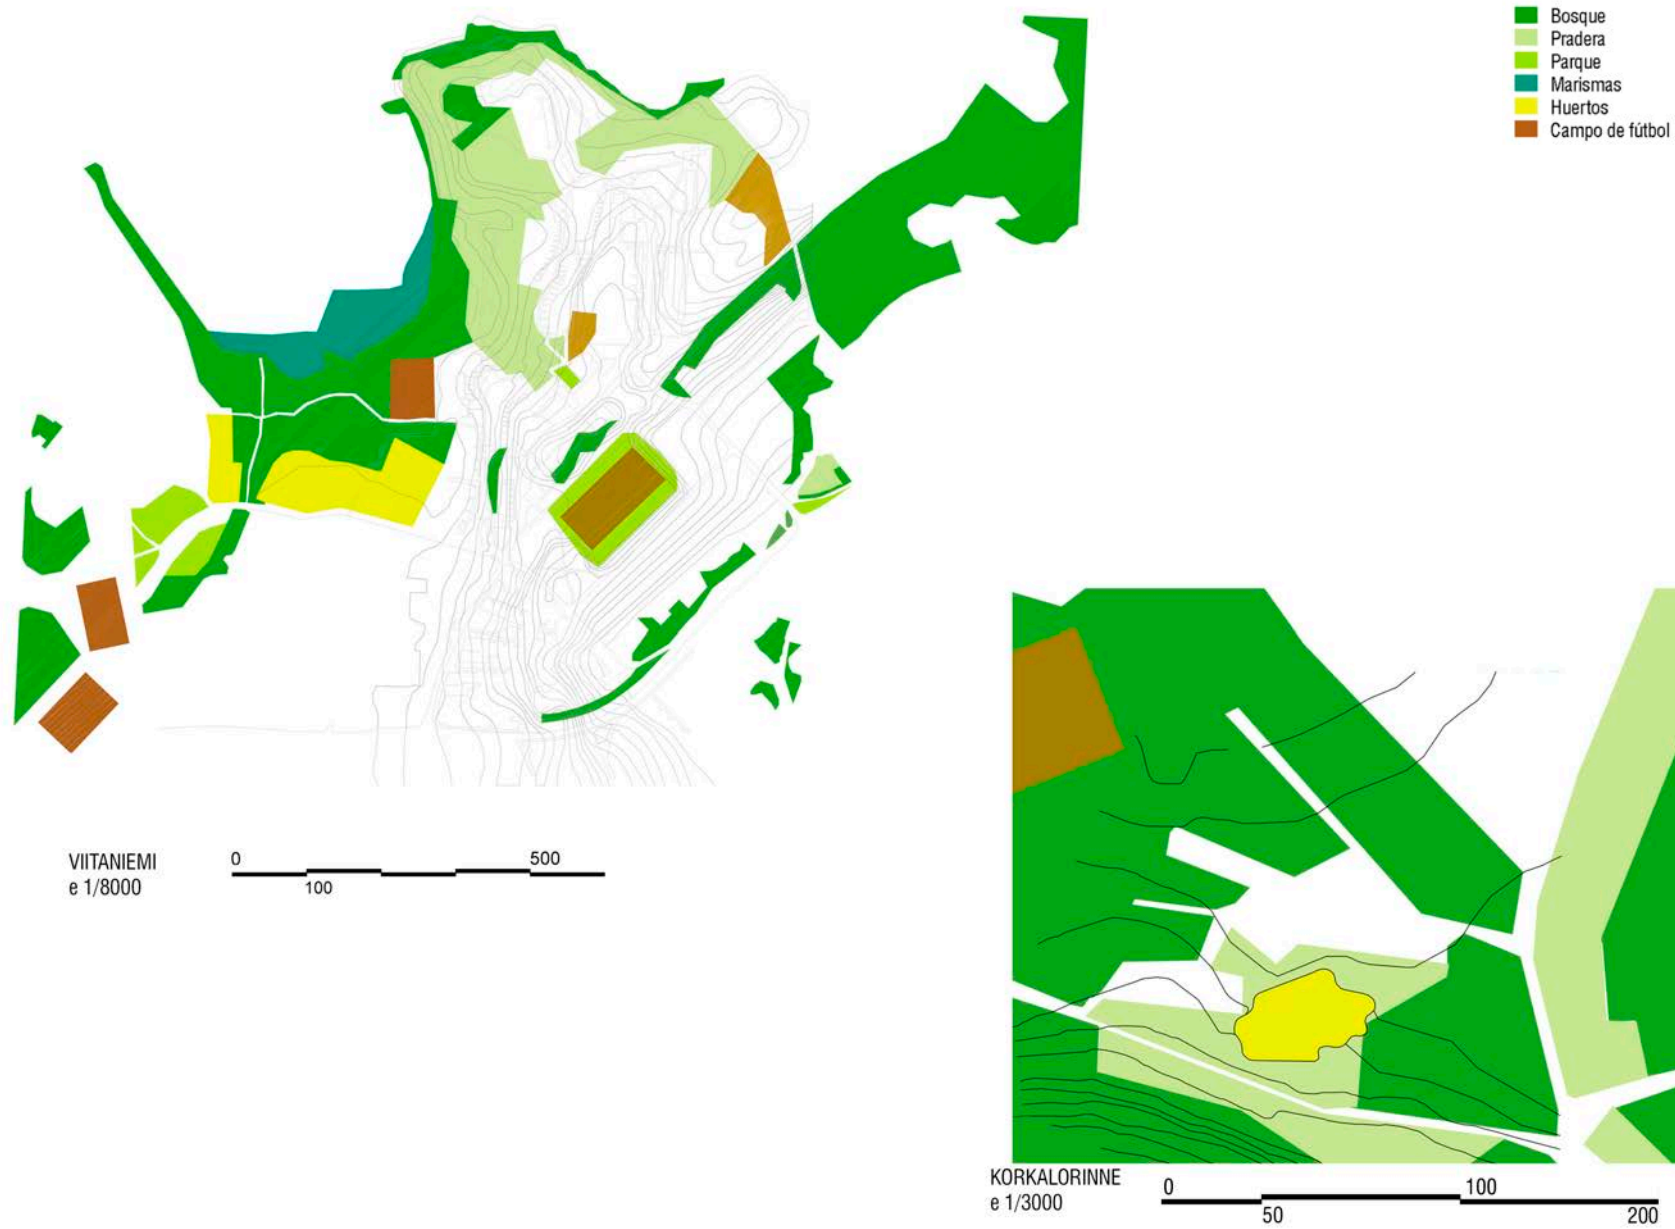 Bosque
Pradera
Parque
Marismas
Huertos
Campo de fútbol
VIITANIEMI
e 1/8000
0
500
100
KORKALORINNE
e 1/3000
0
100
50
200